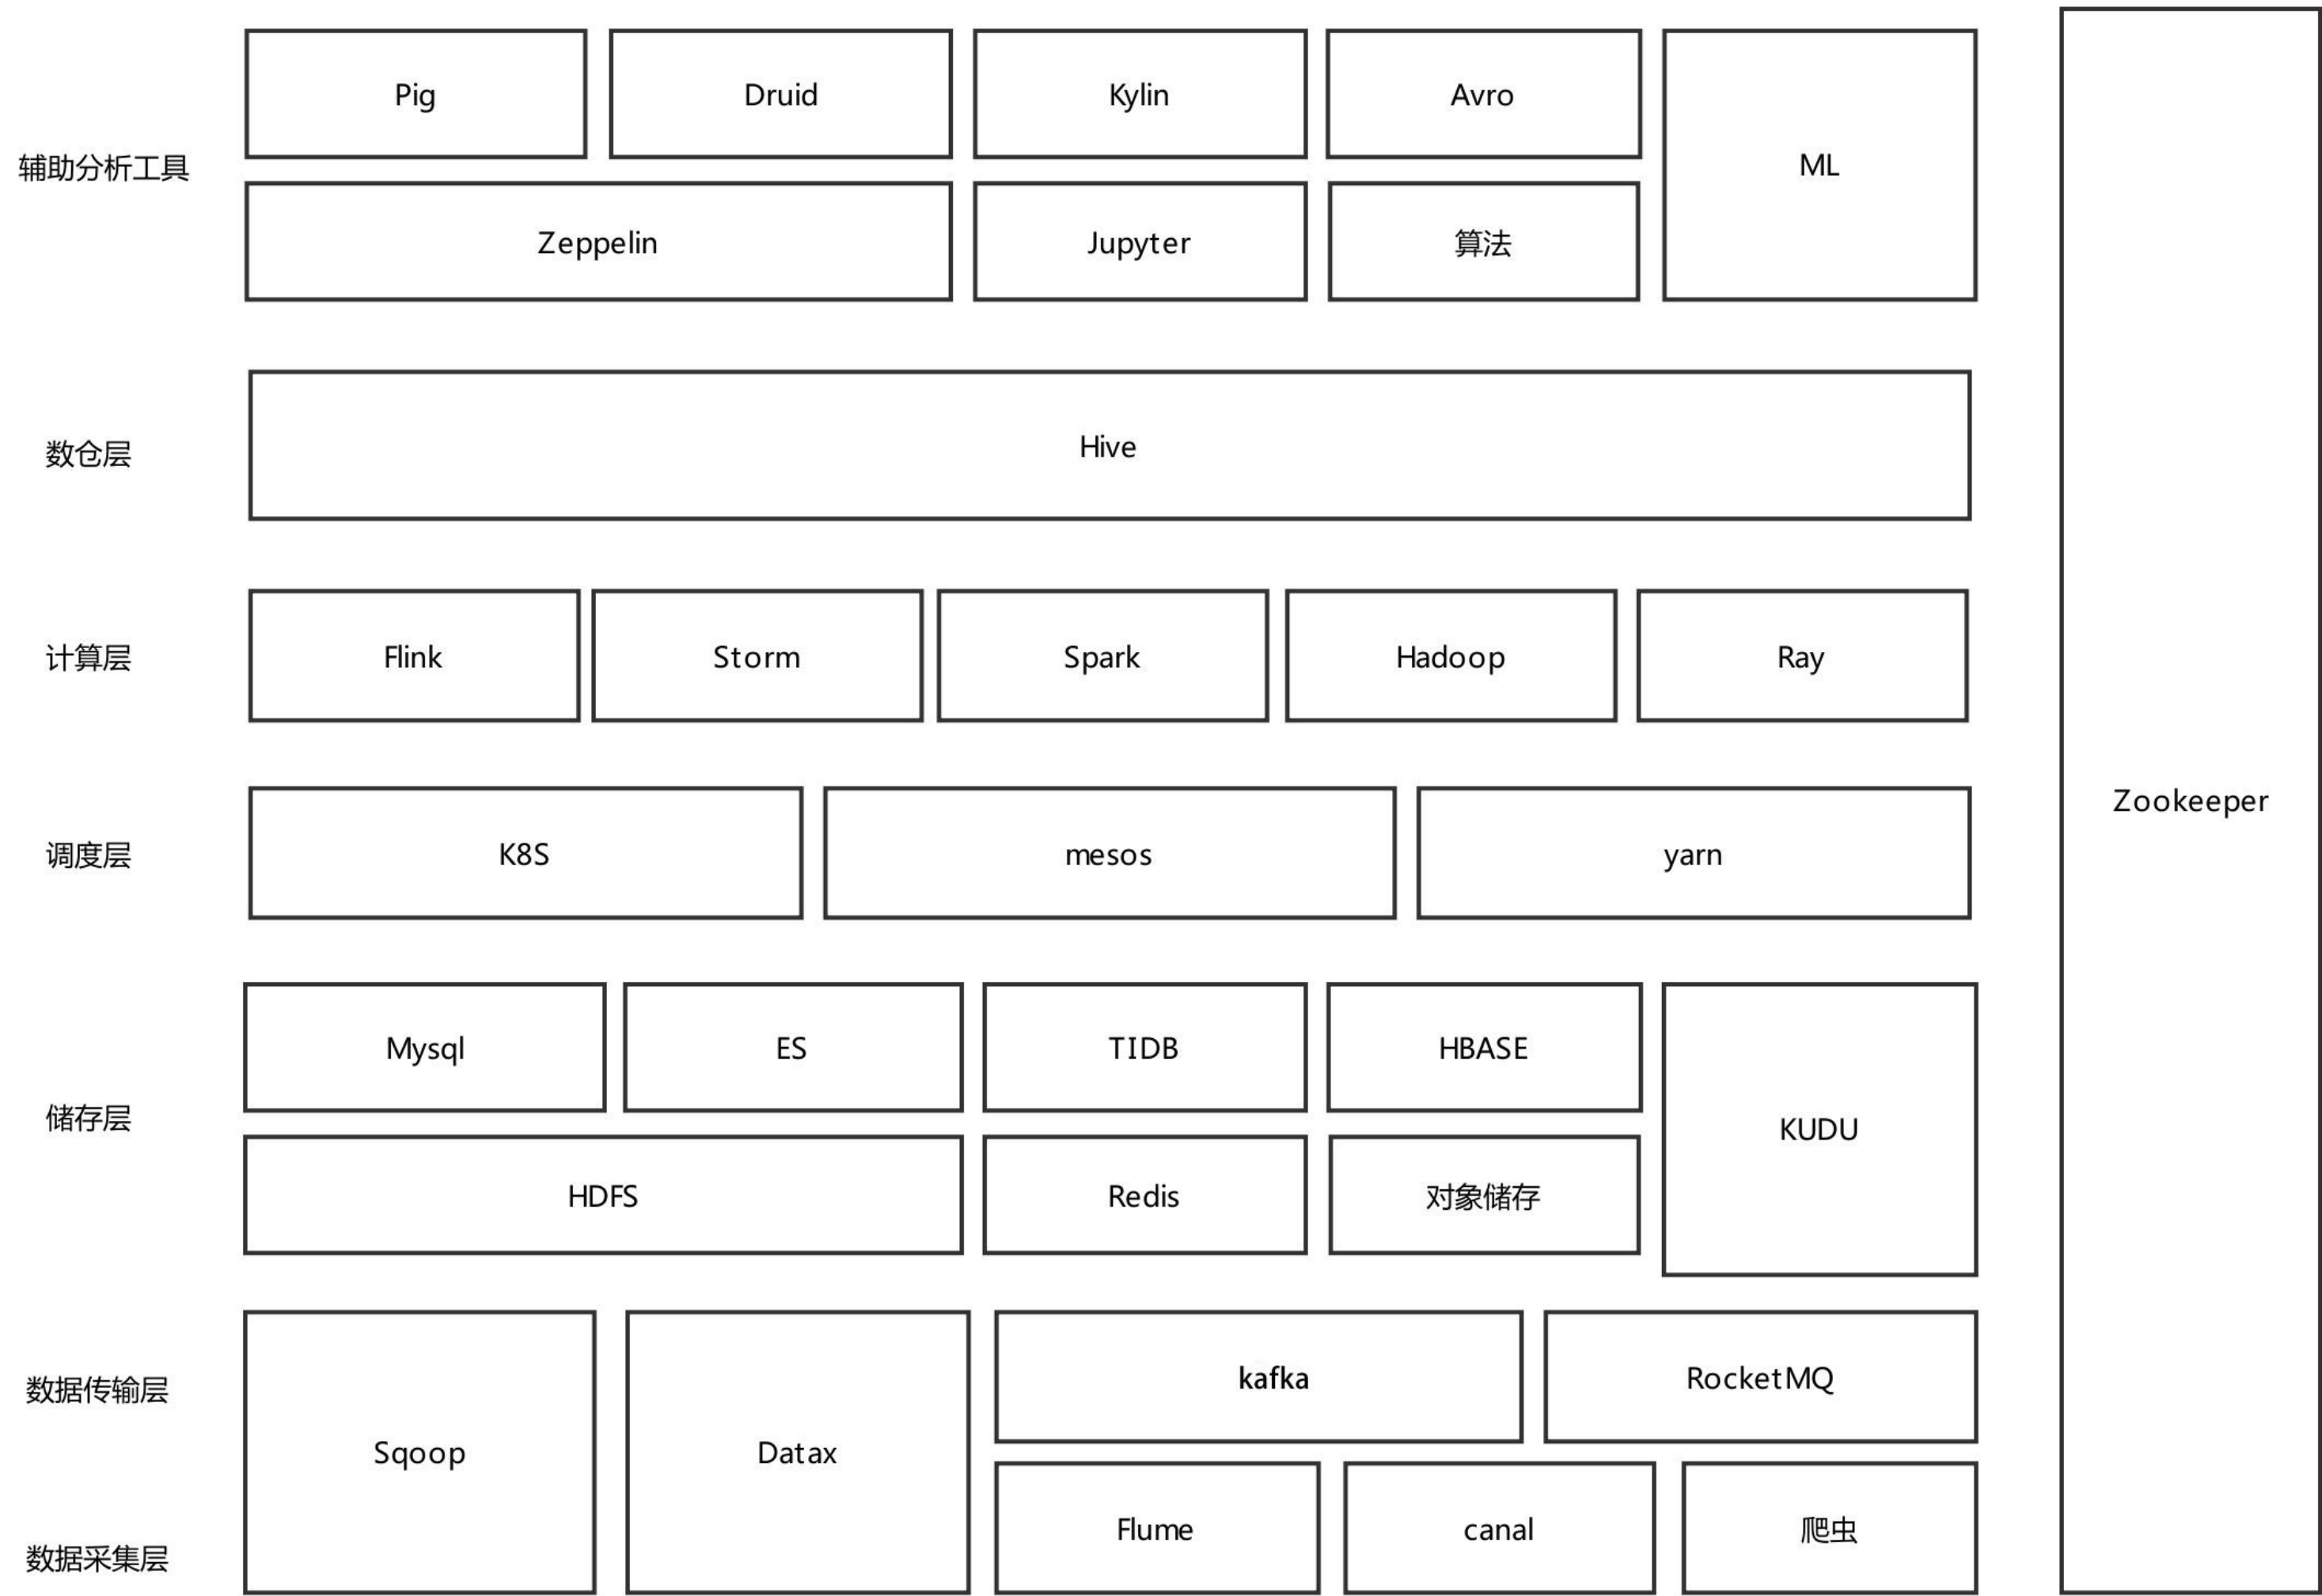 辅助分析工具
Pig
Druid
Kylin
Avro
ML
Zeppelin
Jupyter
算法
数仓层
Hive
计算层
Flink
Storm
Spark
Hadoop
Ray
调度层
K8S
mesos
yarn
Zookeeper
储存层
Mysql
ES
TIDB
HBASE
KUDU
HDFS
Redis
对象储存
数据传输层
Sqoop
Datax
kafka
RocketMQ
数据采集层
Flume
canal
爬虫